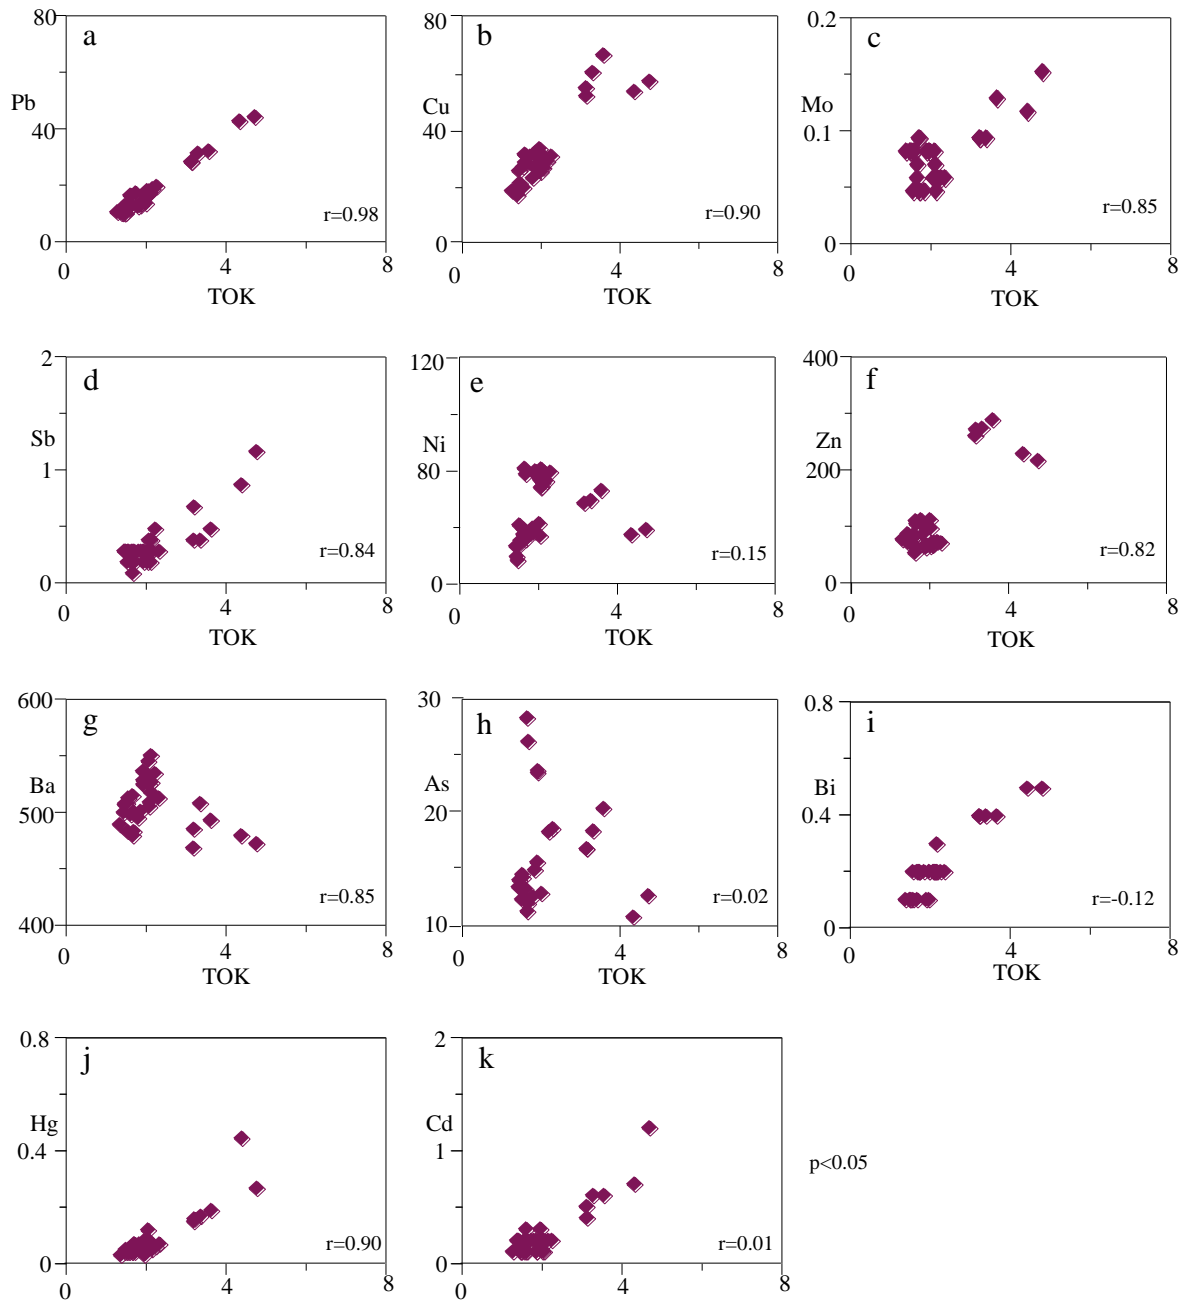 80
a
Pb
40
r=0.98
0
0
4
8
TOK
80
b
Cu
40
r=0.90
0
0
4
8
TOK
0.2
c
Mo
0.1
r=0.85
0
0
4
8
TOK
2
d
Sb
1
r=0.84
0
0
4
8
TOK
120
e
Ni
80
r=0.15
0
0
4
8
TOK
400
f
Zn
200
r=0.82
0
0
4
8
TOK
600
g
Ba
500
r=0.85
400
0
4
8
TOK
30
h
As
20
r=0.02
10
0
4
8
TOK
0.8
i
Bi
0.4
r=-0.12
0
0
4
8
TOK
0.8
j
Hg
0.4
r=0.90
0
0
4
8
2
k
Cd
1
r=0.01
0
0
4
8
p<0.05